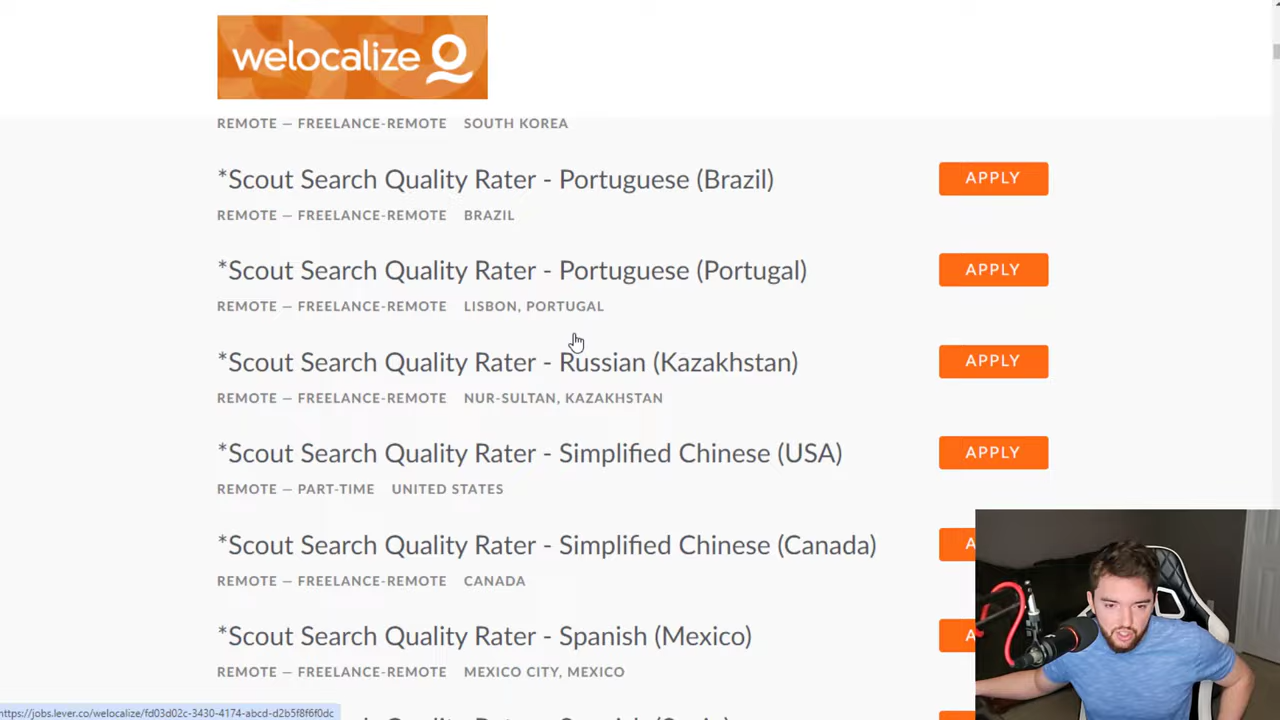 welocalize
REMOTE — FREELANCE-REMOTE SOUTH KOREA
*Scout Search Quality Rater - Portuguese (Brazil)
APPLY
REMOTE — FREELANCE-REMOTE BRAZIL
*Scout Search Quality Rater - Portuguese (Portugal)
APPLY
REMOTE — FREELANCE-REMOTE LISBON, PORTUGAL
*Scout Search Quality Rater - Russian (Kazakhstan)
APPLY
REMOTE — FREELANCE-REMOTE NUR-SULTAN, KAZAKHSTAN
*Scout Search Quality Rater - Simplified Chinese (USA)
APPLY
REMOTE — PART-TIME UNITED STATES
*Scout Search Quality Rater - Simplified Chinese (Canada)
A
REMOTE — FREELANCE-REMOTE CANADA
*Scout Search Quality Rater - Spanish (Mexico)
A
REMOTE — FREELANCE-REMOTE MEXICO CITY, MEXICO
https://jobs.lever.co/welocalize/fd03d02c-3430-4174-abcd-d2b5f8f6f0dc